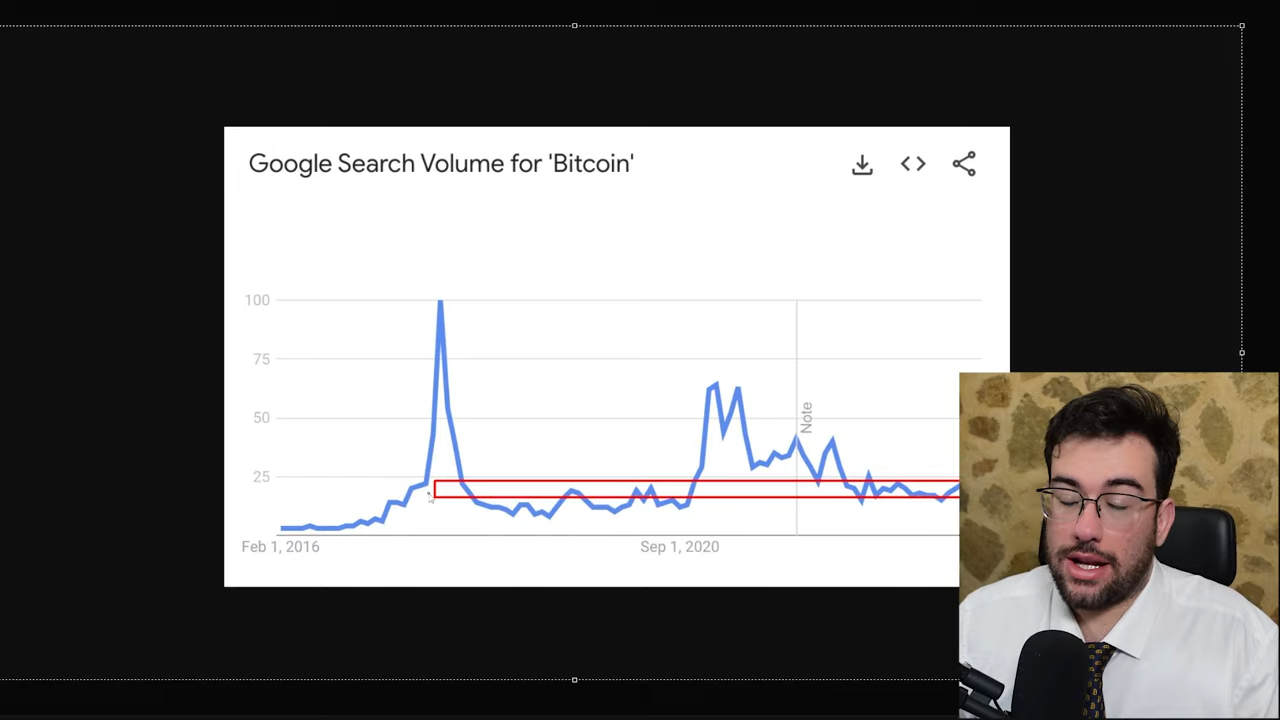 Google Search Volume for 'Bitcoin'
100
75
50
Note
25
Feb 1, 2016
Sep 1, 2020